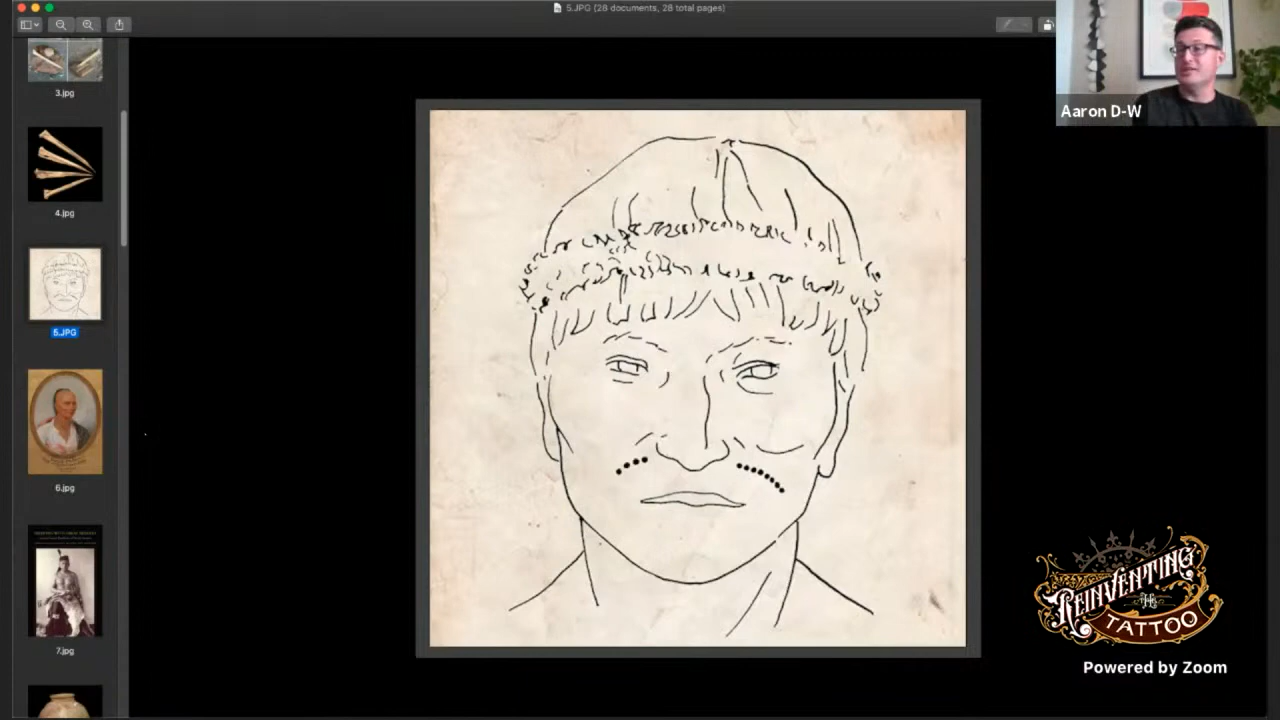 5.JPG (28 documents, 28 total pages)
3.jpg
4.jpg
5.JPG
6.jpg
7.jpg
Aaron D-W
REINVENTING
THE
TATTOO
Powered by Zoom